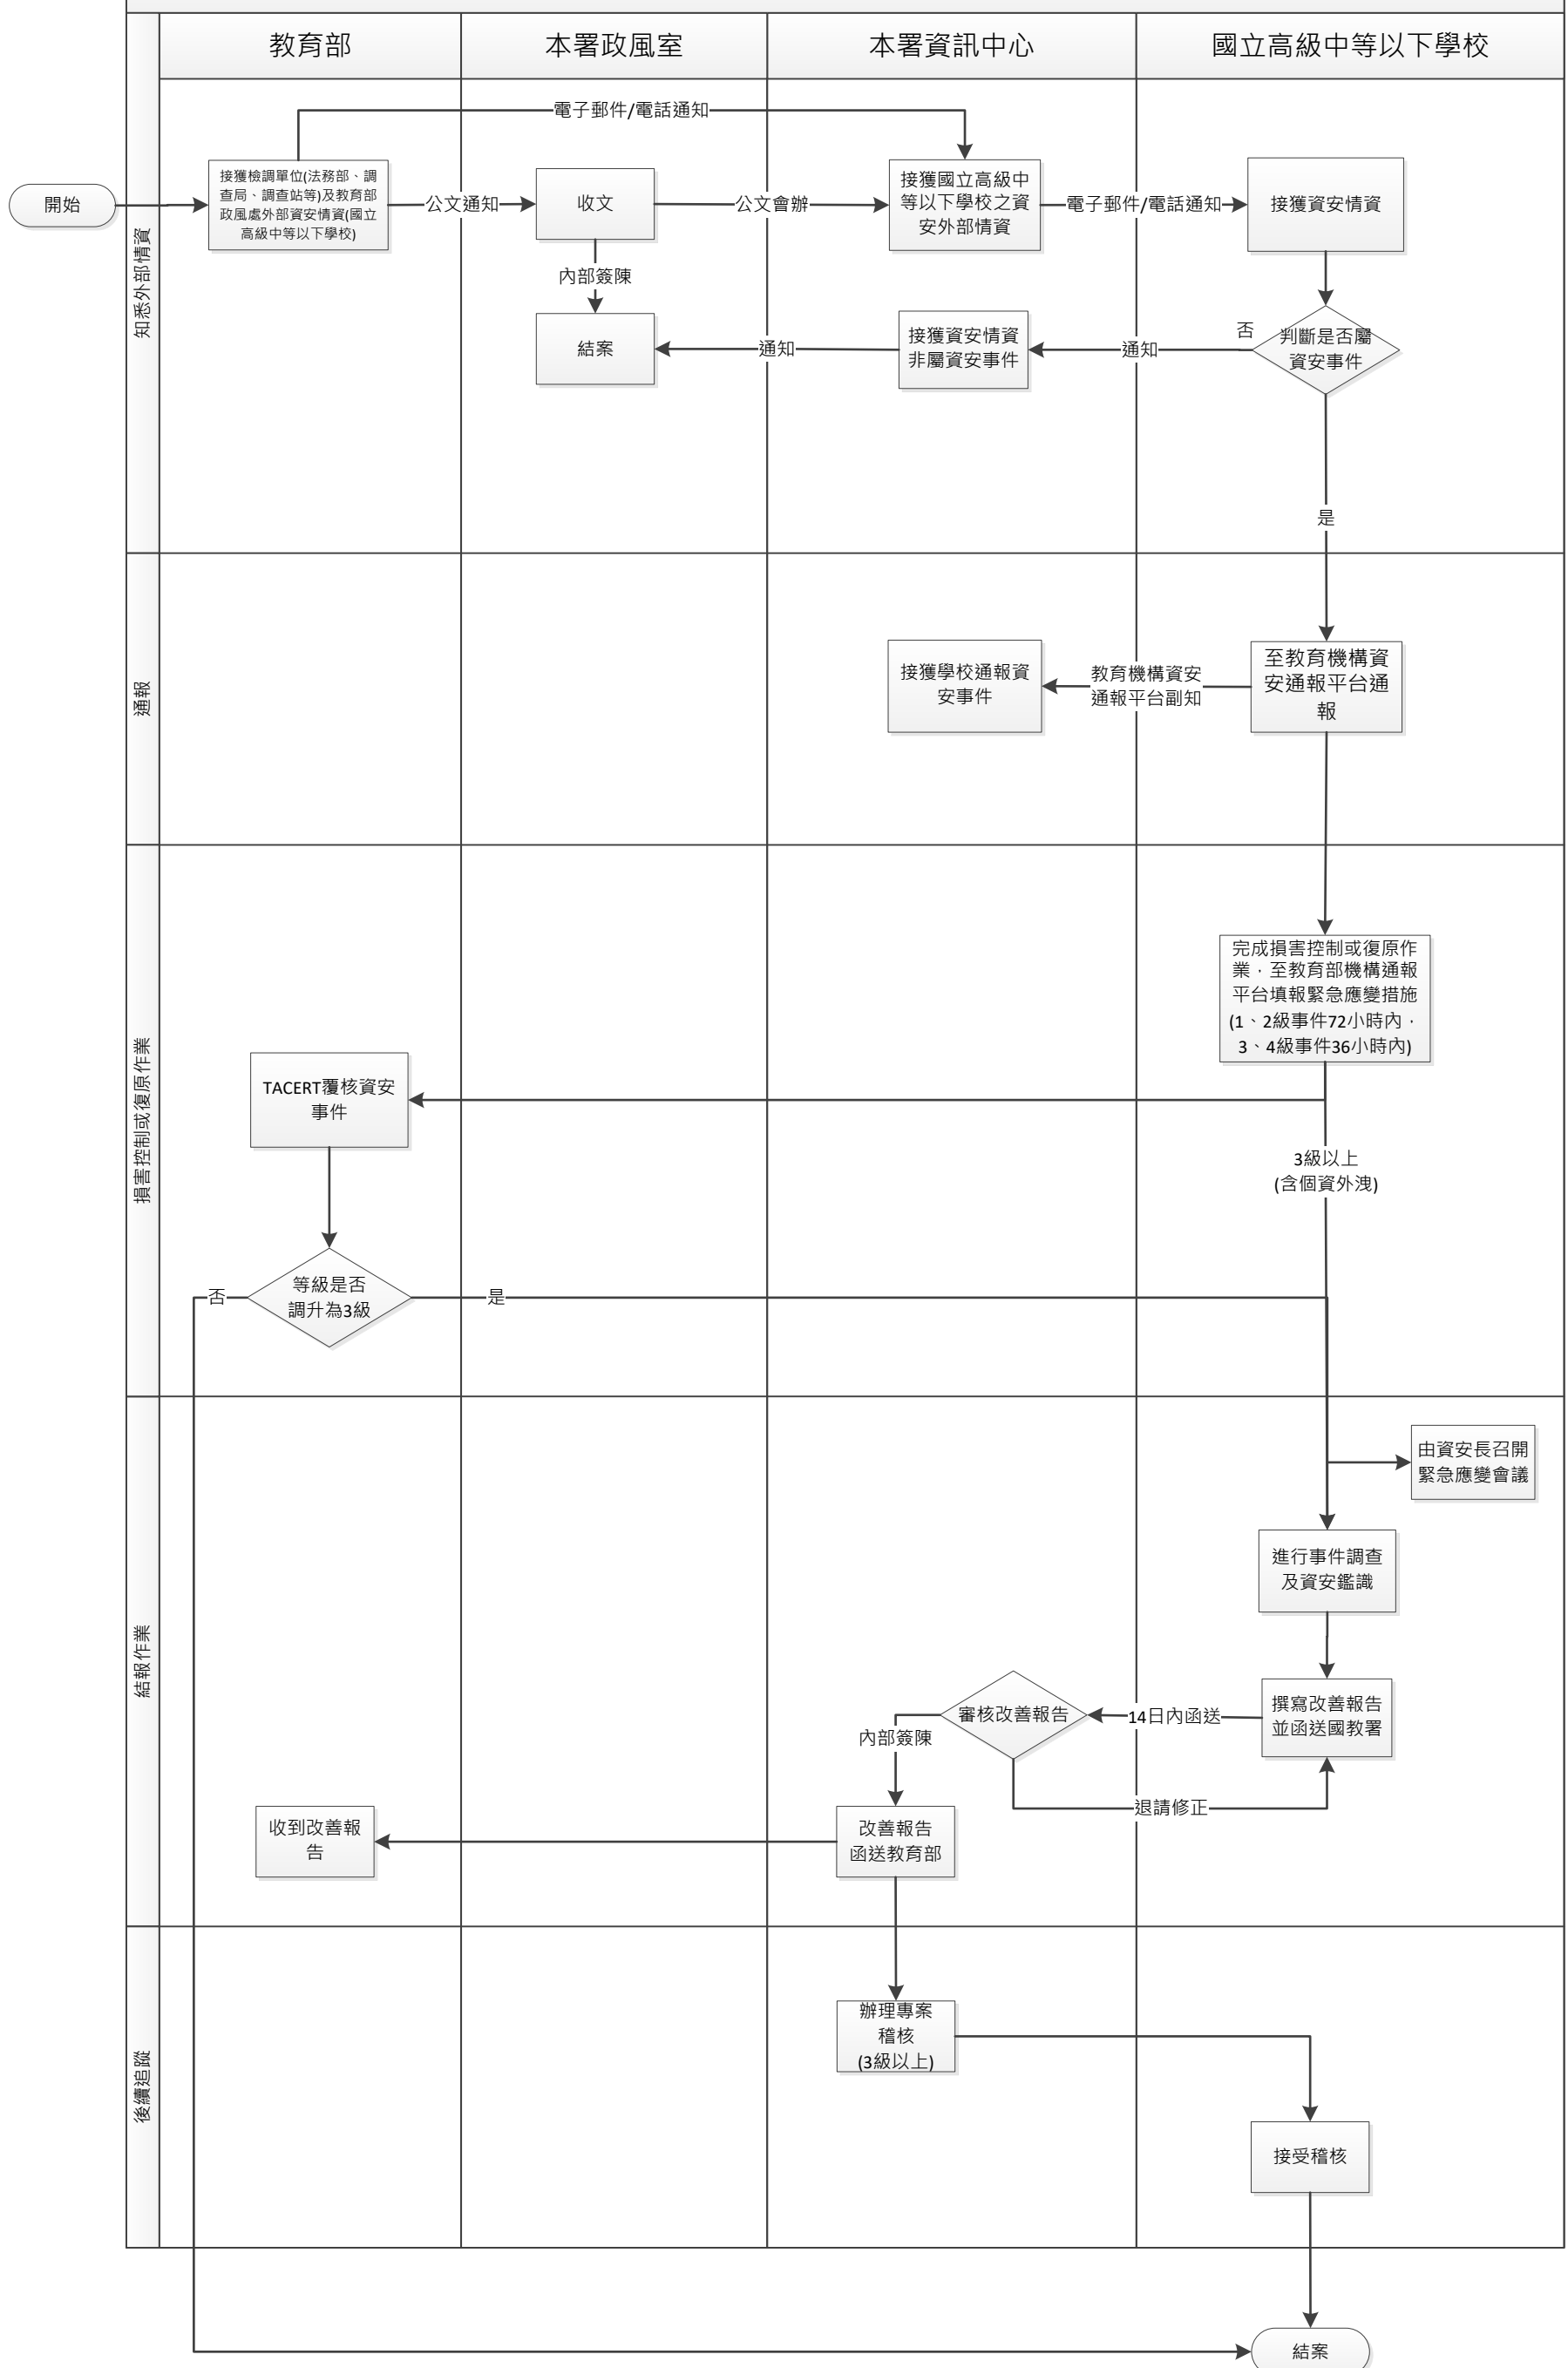 教育部
本署政風室
本署資訊中心
國立高級中等以下學校
知悉外部情資
電子郵件/電話通知
開始
接獲檢調單位(法務部、調
查局、調查站等)及教育部
政風處外部資安情資(國立
高級中等以下學校)
公文通知
收文
公文會辦
接獲國立高級中
等以下學校之資
安外部情資
電子郵件/電話通知
接獲資安情資
內部簽陳
結案
通知
接獲資安情資
非屬資安事件
通知
否
判斷是否屬
資安事件
是
通報
接獲學校通報資
安事件
教育機構資安
通報平台副知
至教育機構資
安通報平台通
報
損害控制或復原作業
完成損害控制或復原作
業，至教育部機構通報
平台填報緊急應變措施
(1、2級事件72小時內，
3、4級事件36小時內)
TACERT覆核資安
事件
3級以上
(含個資外洩)
否
等級是否
調升為3級
是
結報作業
由資安長召開
緊急應變會議
進行事件調查
及資安鑑識
撰寫改善報告
並函送國教署
14日內函送
審核改善報告
內部簽陳
退請修正
改善報告
函送教育部
收到改善報
告
後續追蹤
辦理專案
稽核
(3級以上)
接受稽核
結案